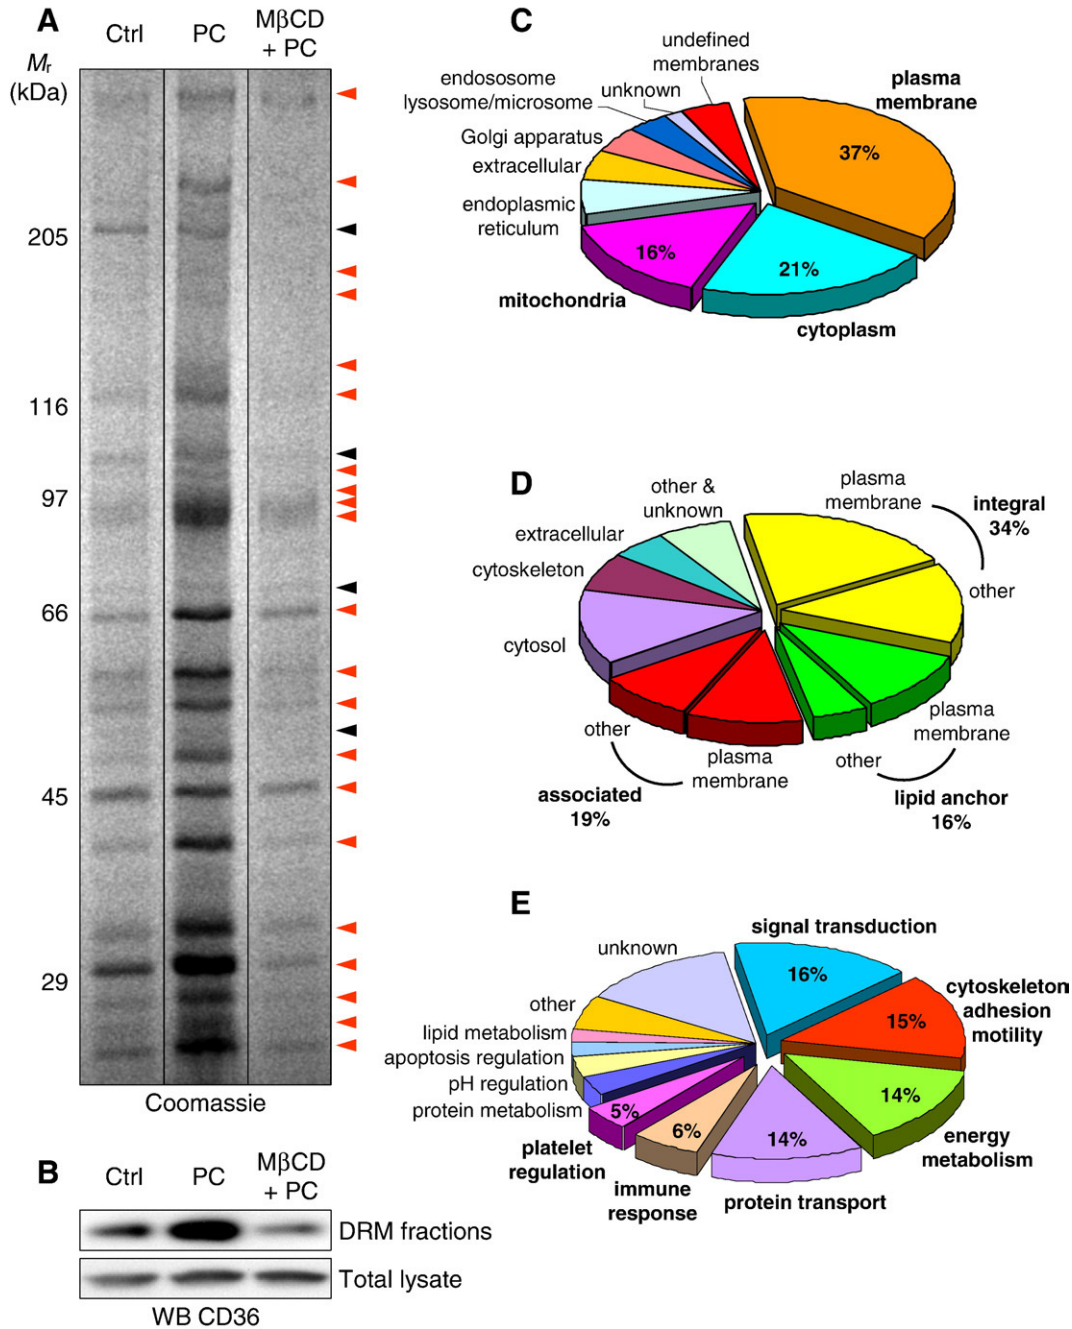 A
Ctrl
PC
MβCD
+ PC
Mr
(kDa)
205
116
97
66
45
29
Coomassie
B
Ctrl
PC
MβCD
+ PC
DRM fractions
Total lysate
WB CD36
C
undefined
membranes
endososome
lysosome/microsome
unknown
Golgi apparatus
extracellular
endoplasmic
reticulum
plasma
membrane
37%
16%
21%
mitochondria
cytoplasm
D
other &
unknown
plasma
membrane
integral
34%
extracellular
cytoskeleton
cytosol
other
other
plasma
membrane
plasma
membrane
other
associated
19%
lipid anchor
16%
E
signal transduction
unknown
16%
cytoskeleton
adhesion
motility
15%
other
lipid metabolism
apoptosis regulation
pH regulation
protein metabolism
5%
6%
14%
14%
platelet
regulation
immune
response
protein transport
energy
metabolism